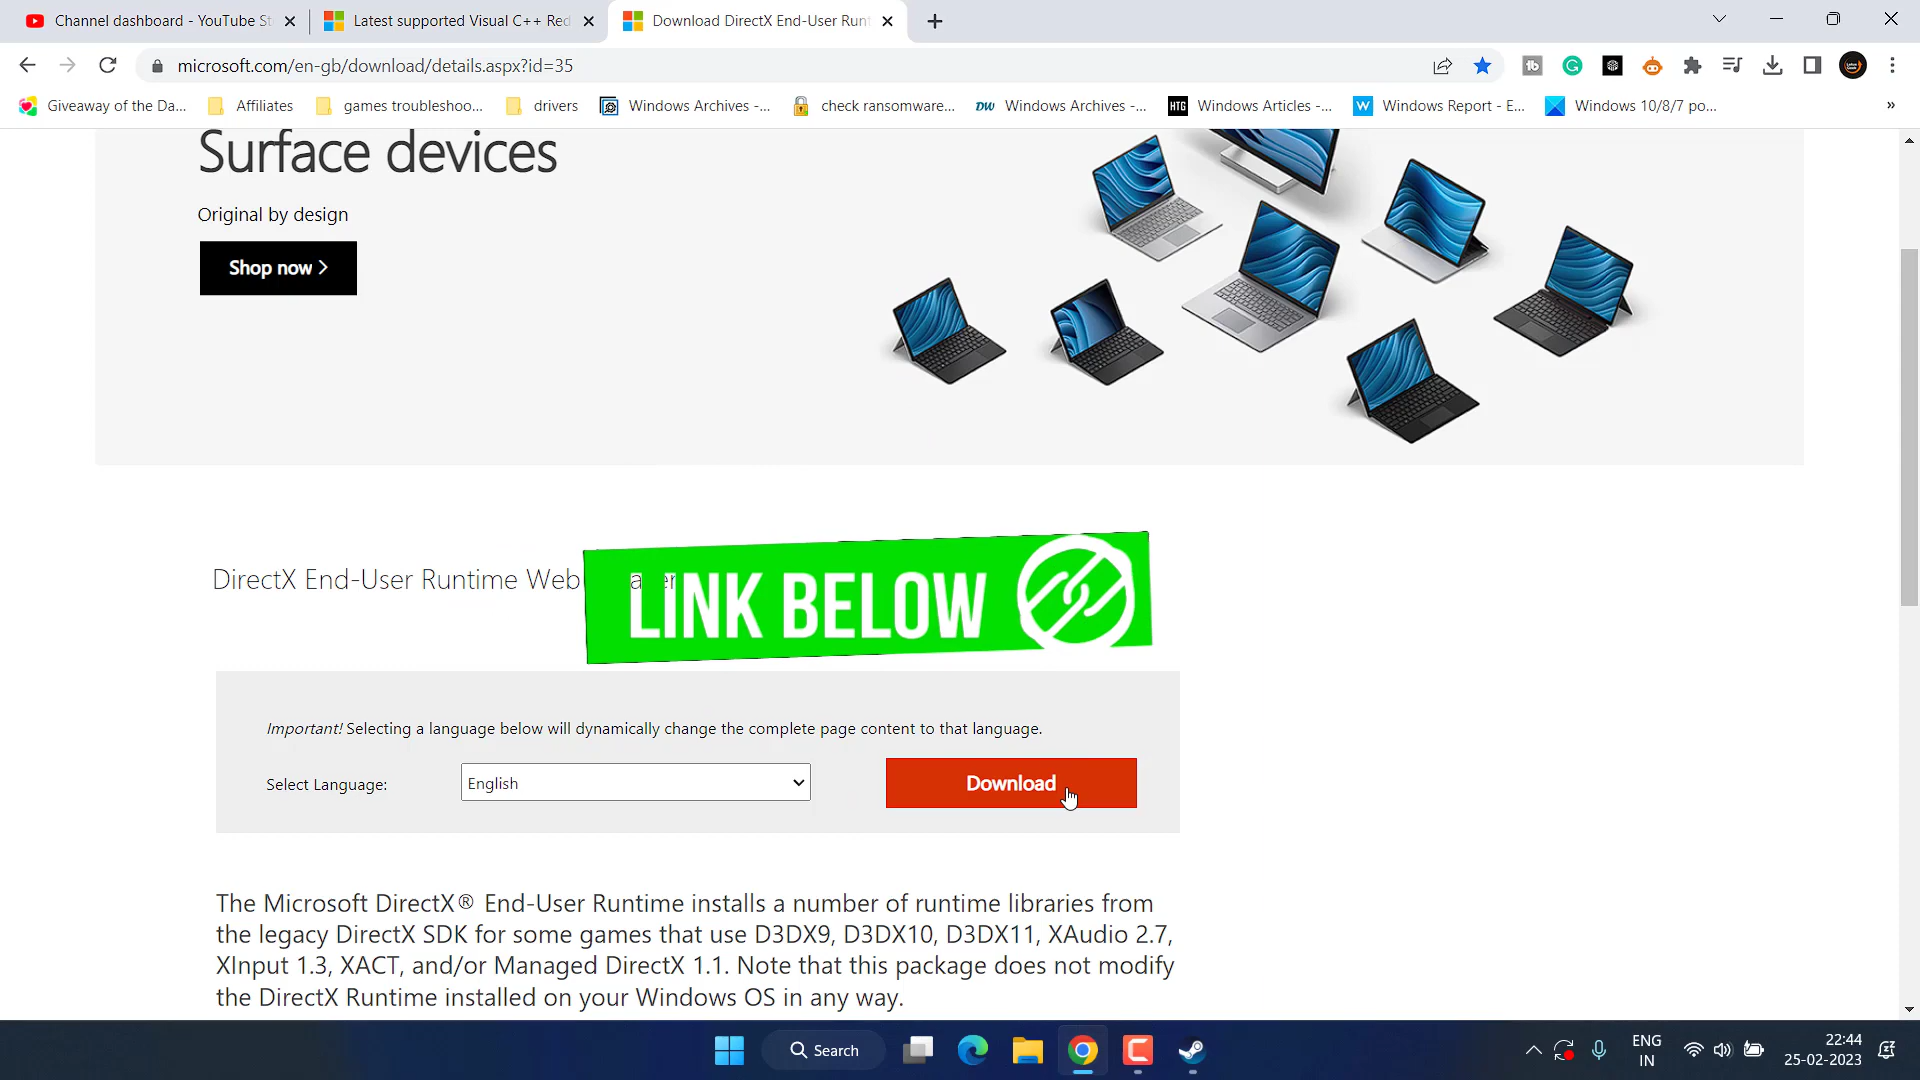 Channel dashboard - YouTube St
Latest supported Visual C++ Red
Download DirectX End-User Runt
microsoft.com/en-gb/download/details.aspx?id=35
Giveaway of the Da...
Affiliates
games troubleshoo...
drivers
Windows Archives -...
check ransomware...
DW Windows Archives -...
HTG Windows Articles -...
W Windows Report - E...
Windows 10/8/7 po...
»
Surface devices
Original by design
Shop now >
DirectX End-User Runtime Web
LINK BELOW
Important! Selecting a language below will dynamically change the complete page content to that language.
Select Language:
English
Download
The Microsoft DirectX® End-User Runtime installs a number of runtime libraries from
the legacy DirectX SDK for some games that use D3DX9, D3DX10, D3DX11, XAudio 2.7,
XInput 1.3, XACT, and/or Managed DirectX 1.1. Note that this package does not modify
the DirectX Runtime installed on your Windows OS in any way.
Search
ENG
IN
22:44
25-02-2023